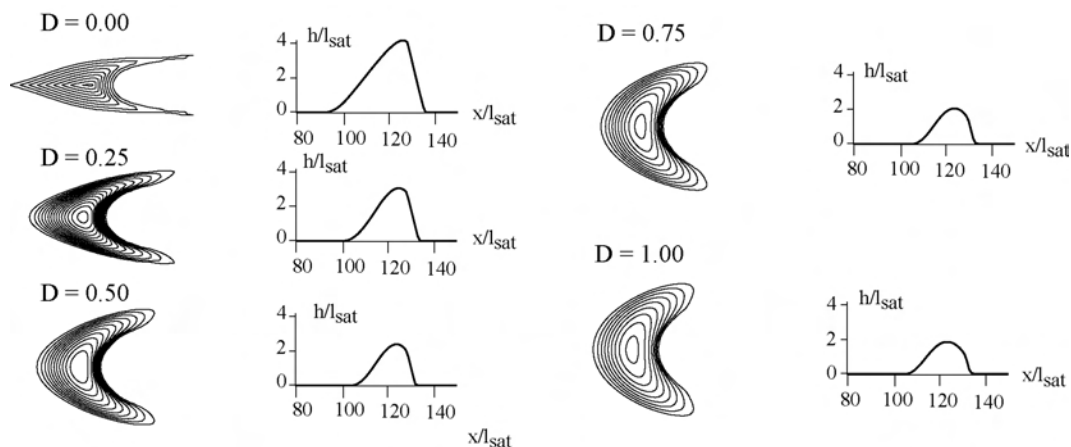 D = 0.00
h/lsat
4
2
0
80 100 120 140
x/lsat
D = 0.25
h/lsat
4
2
0
80 100 120 140
x/lsat
D = 0.50
h/lsat
4
2
0
80 100 120 140
x/lsat
x/lsat
D = 0.75
h/lsat
4
2
0
80 100 120 140
x/lsat
D = 1.00
h/lsat
4
2
0
80 100 120 140
x/lsat